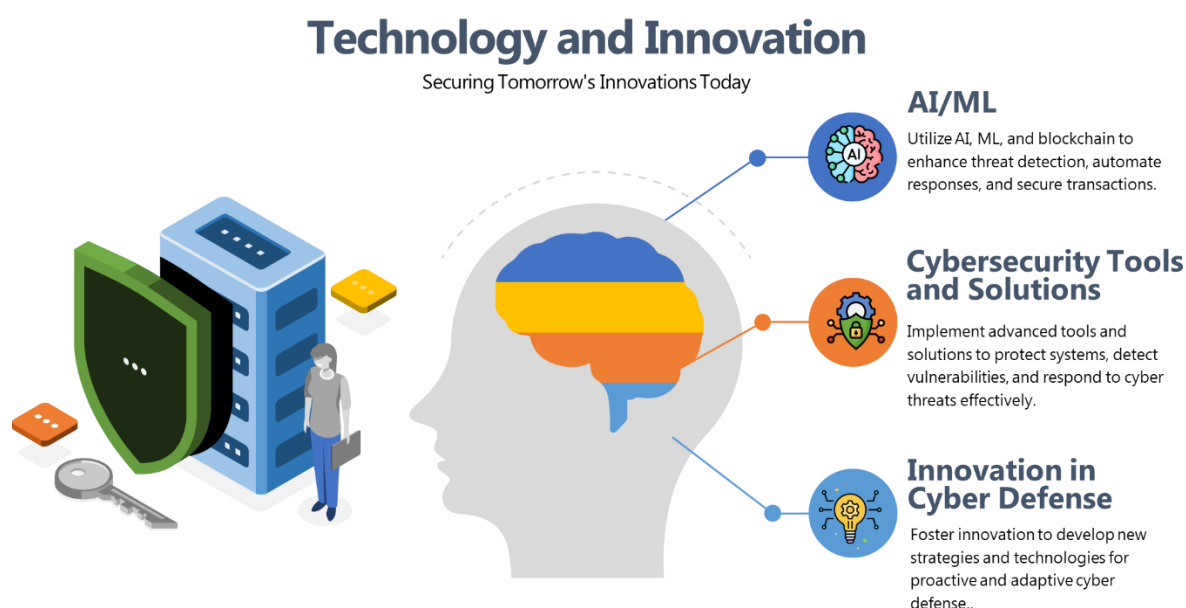 Technology and Innovation
Securing Tomorrow's Innovations Today
AI/ML
AI
Utilize AI, ML, and blockchain to
enhance threat detection, automate
responses, and secure transactions.
Cybersecurity Tools
and Solutions
Implement advanced tools and
solutions to protect systems, detect
vulnerabilities, and respond to cyber
threats effectively.
Innovation in
Cyber Defense
Foster innovation to develop new
strategies and technologies for
proactive and adaptive cyber
defense..